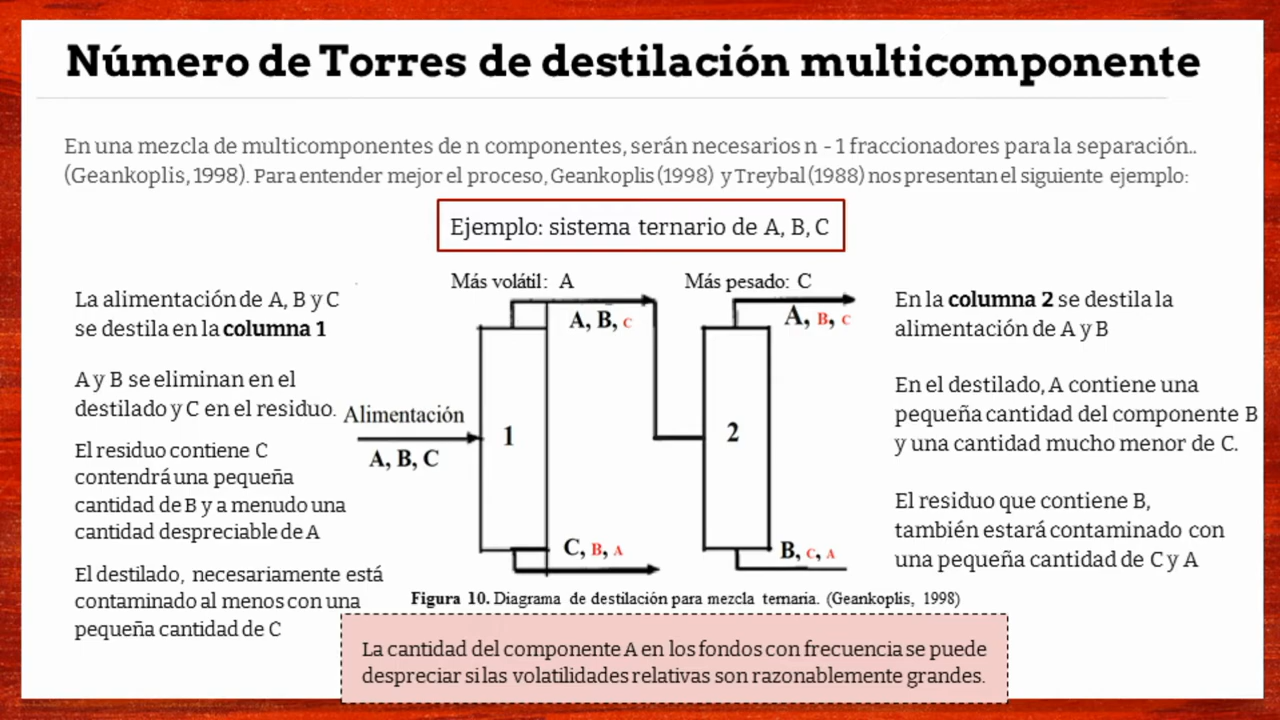 Número de Torres de destilación multicomponente
En una mezcla de multicomponentes de n componentes, serán necesarios n - 1 fraccionadores para la separación..
(Geankoplis, 1998). Para entender mejor el proceso, Geankoplis (1998) y Treybal (1988) nos presentan el siguiente ejemplo:
Ejemplo: sistema ternario de A, B, C
La alimentación de A, B y C
se destila en la columna 1
A y B se eliminan en el
destilado y C en el residuo.
El residuo contiene C
contendrá una pequeña
cantidad de B y a menudo una
cantidad despreciable de A
El destilado, necesariamente está
contaminado al menos con una
pequeña cantidad de C
Más volátil: A
Más pesado: C
A, B, C
A, B, C
Alimentación
A, B, C
1
2
C, B, A
B, C, A
Figura 10. Diagrama de destilación para mezcla ternaria. (Geankoplis, 1998)
En la columna 2 se destila la
alimentación de A y B
En el destilado, A contiene una
pequeña cantidad del componente B
y una cantidad mucho menor de C.
El residuo que contiene B,
también estará contaminado con
una pequeña cantidad de C y A
La cantidad del componente A en los fondos con frecuencia se puede
despreciar si las volatilidades relativas son razonablemente grandes.